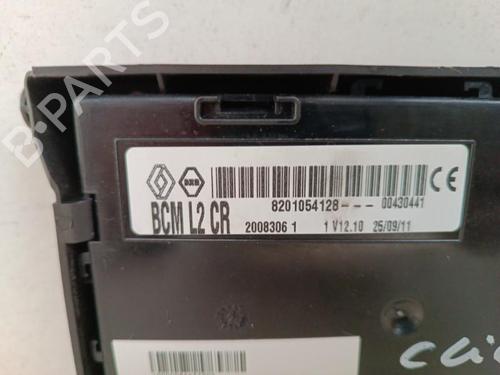 B-PARTS
8201054128--- 00430441
BCM L2 CR 2008306 1 1 V12.10 25/09/11
CE